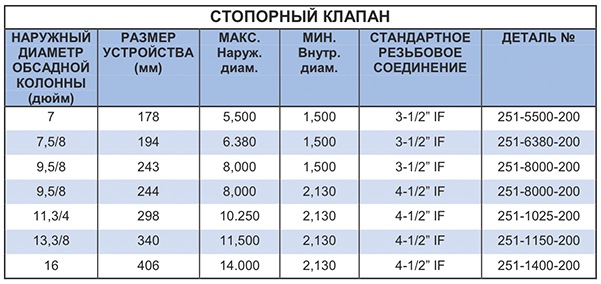 СТОПОРНЫЙ КЛАПАН
НАРУЖНЫЙ ДИАМЕТР ОБСАДНОЙ КОЛОННЫ (дюйм) РАЗМЕР УСТРОЙСТВА (мм) МАКС. Наруж. диам. МИН. Внутр. диам. СТАНДАРТНОЕ РЕЗЬБОВОЕ СОЕДИНЕНИЕ ДЕТАЛЬ №
7 178 5,500 1,500 3-1/2” IF 251-5500-200
7,5/8 194 6.380 1,500 3-1/2” IF 251-6380-200
9,5/8 243 8,000 1,500 3-1/2” IF 251-8000-200
9,5/8 244 8,000 2,130 4-1/2” IF 251-8000-200
11,3/4 298 10.250 2,130 4-1/2” IF 251-1025-200
13,3/8 340 11,500 2,130 4-1/2” IF 251-1150-200
16 406 14.000 2,130 4-1/2” IF 251-1400-200